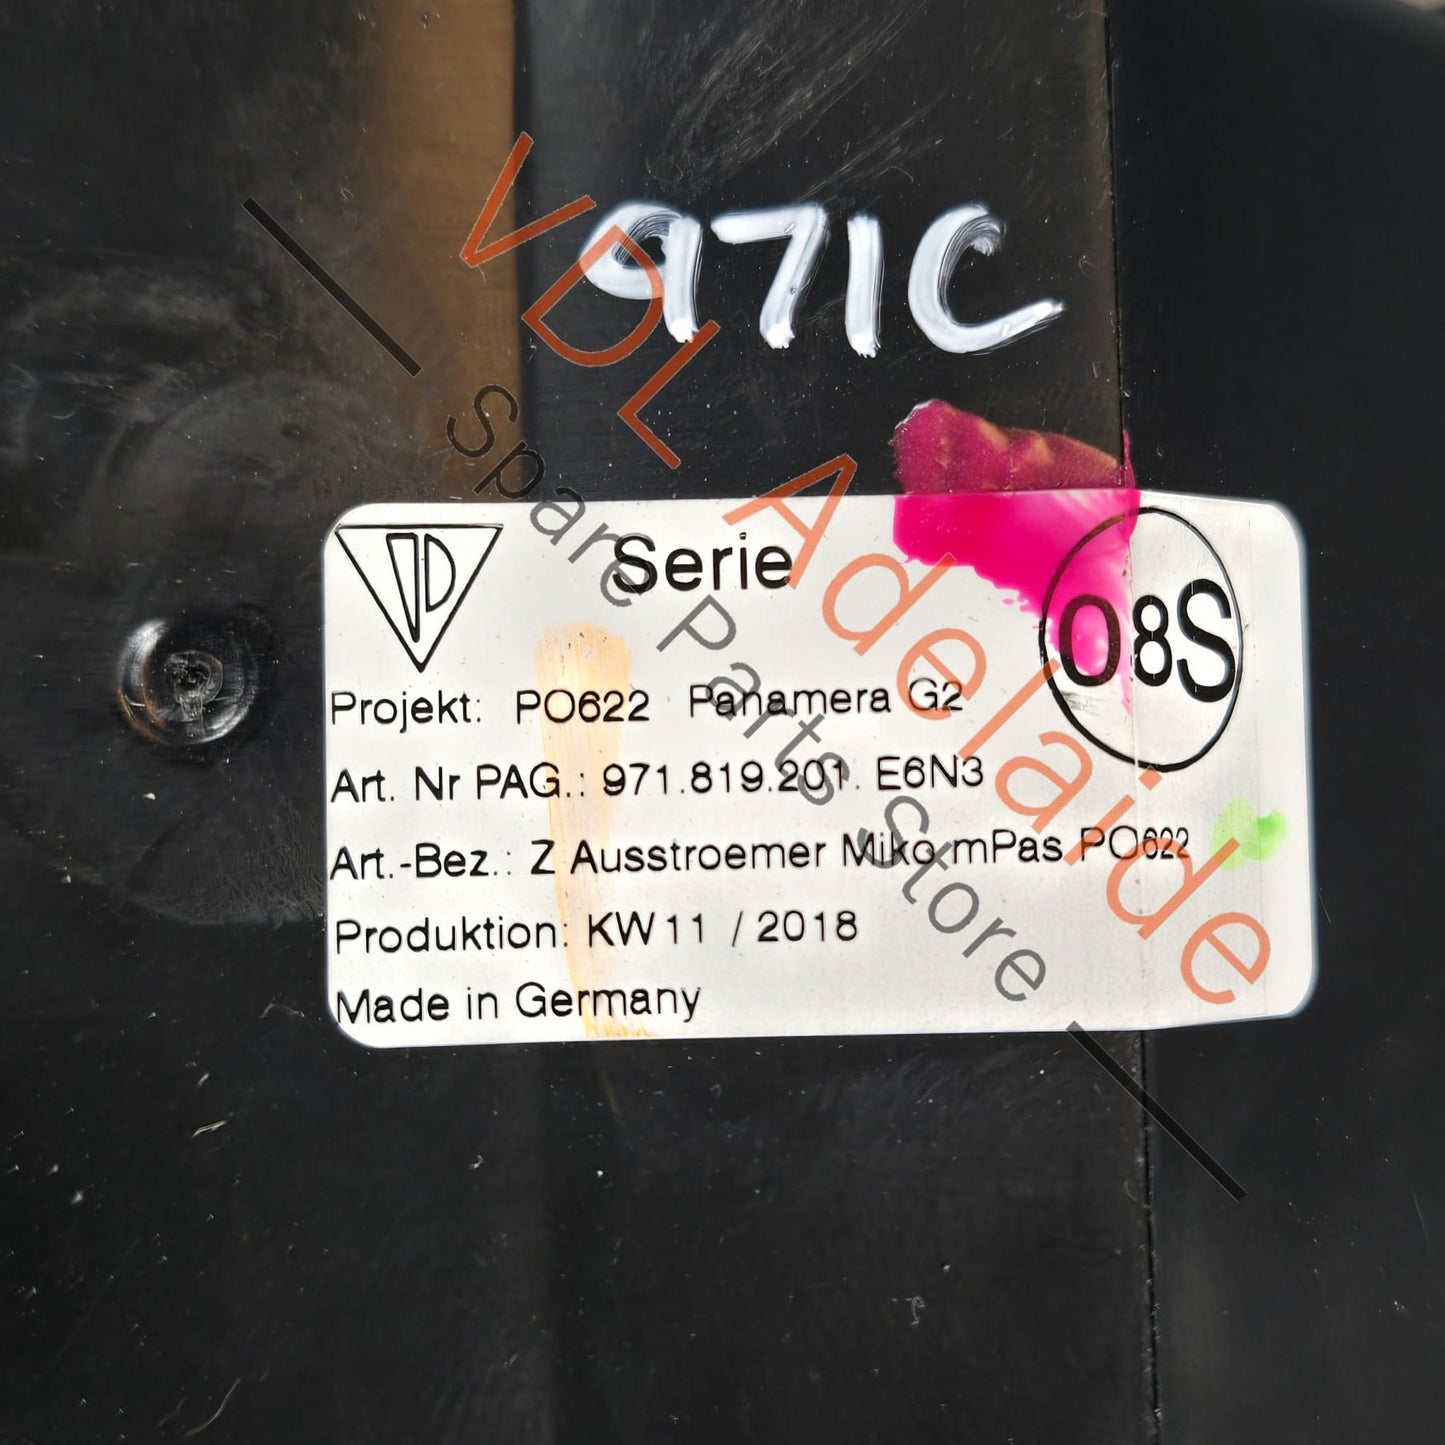 971C
VDL Adelaide
Spare Parts Store
Serie
08S
Projekt: PO622 Panamera G2
Art. Nr PAG.: 971.819.201. E6N3
Art.-Bez.: Z Ausstroemer Miko mPas PO622
Produktion: KW11 / 2018
Made in Germany